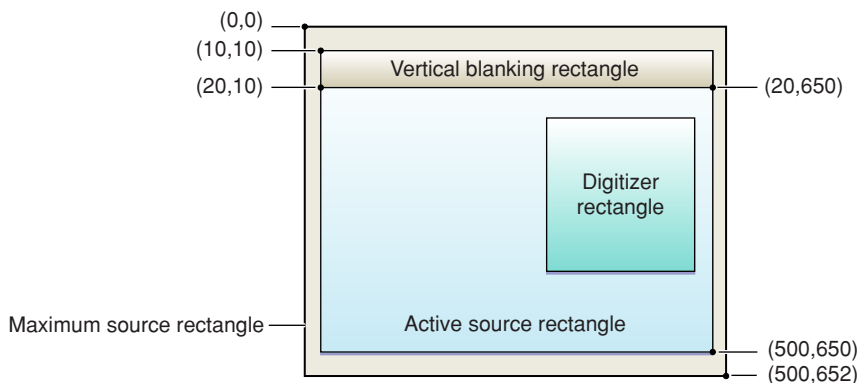 (0,0)
(10,10)
Vertical blanking rectangle
(20,10)
(20,650)
Digitizer
rectangle
Maximum source rectangle
Active source rectangle
(500,650)
(500,652)